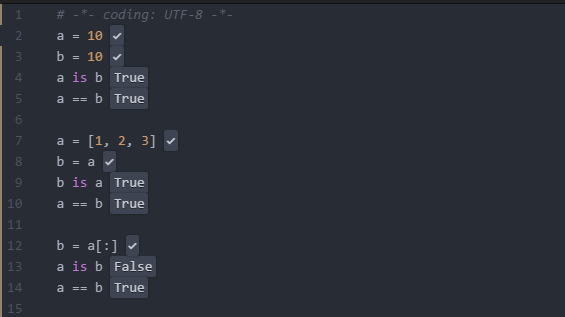 1 # -*- coding: UTF-8 -*-
2 a = 10 ✔
3 b = 10 ✔
4 a is b True
5 a == b True
6
7 a = [1, 2, 3] ✔
8 b = a ✔
9 b is a True
10 a == b True
11
12 b = a[:] ✔
13 a is b False
14 a == b True
15